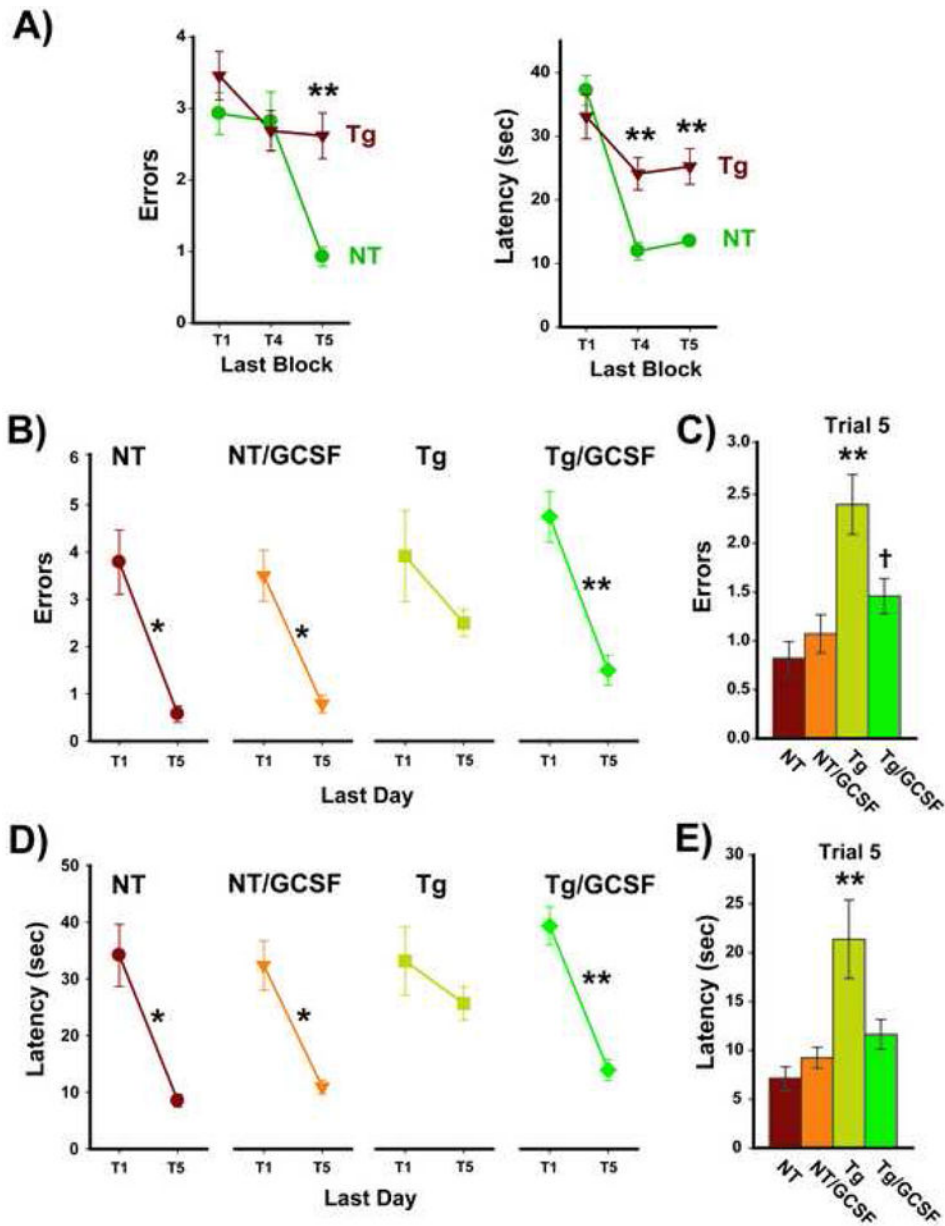 A)
4
3
2
1
0
Errors
**
Tg
NT
T1 T4 T5
Last Block
40
30
20
10
0
Latency (sec)
** **
Tg
NT
T1 T4 T5
Last Block
B)
NT NT/GCSF Tg Tg/GCSF
6
5
4
3
2
1
0
Errors
* * **
T1 T5 T1 T5 T1 T5 T1 T5
Last Day
C)
Trial 5
**
†
3.0
2.5
2.0
1.5
1.0
0.5
0.0
Errors
NT NT/GCSF Tg Tg/GCSF
D)
NT NT/GCSF Tg Tg/GCSF
50
40
30
20
10
0
Latency (sec)
* * **
T1 T5 T1 T5 T1 T5 T1 T5
Last Day
E)
Trial 5
**
30
25
20
15
10
5
0
Latency (sec)
NT NT/GCSF Tg Tg/GCSF